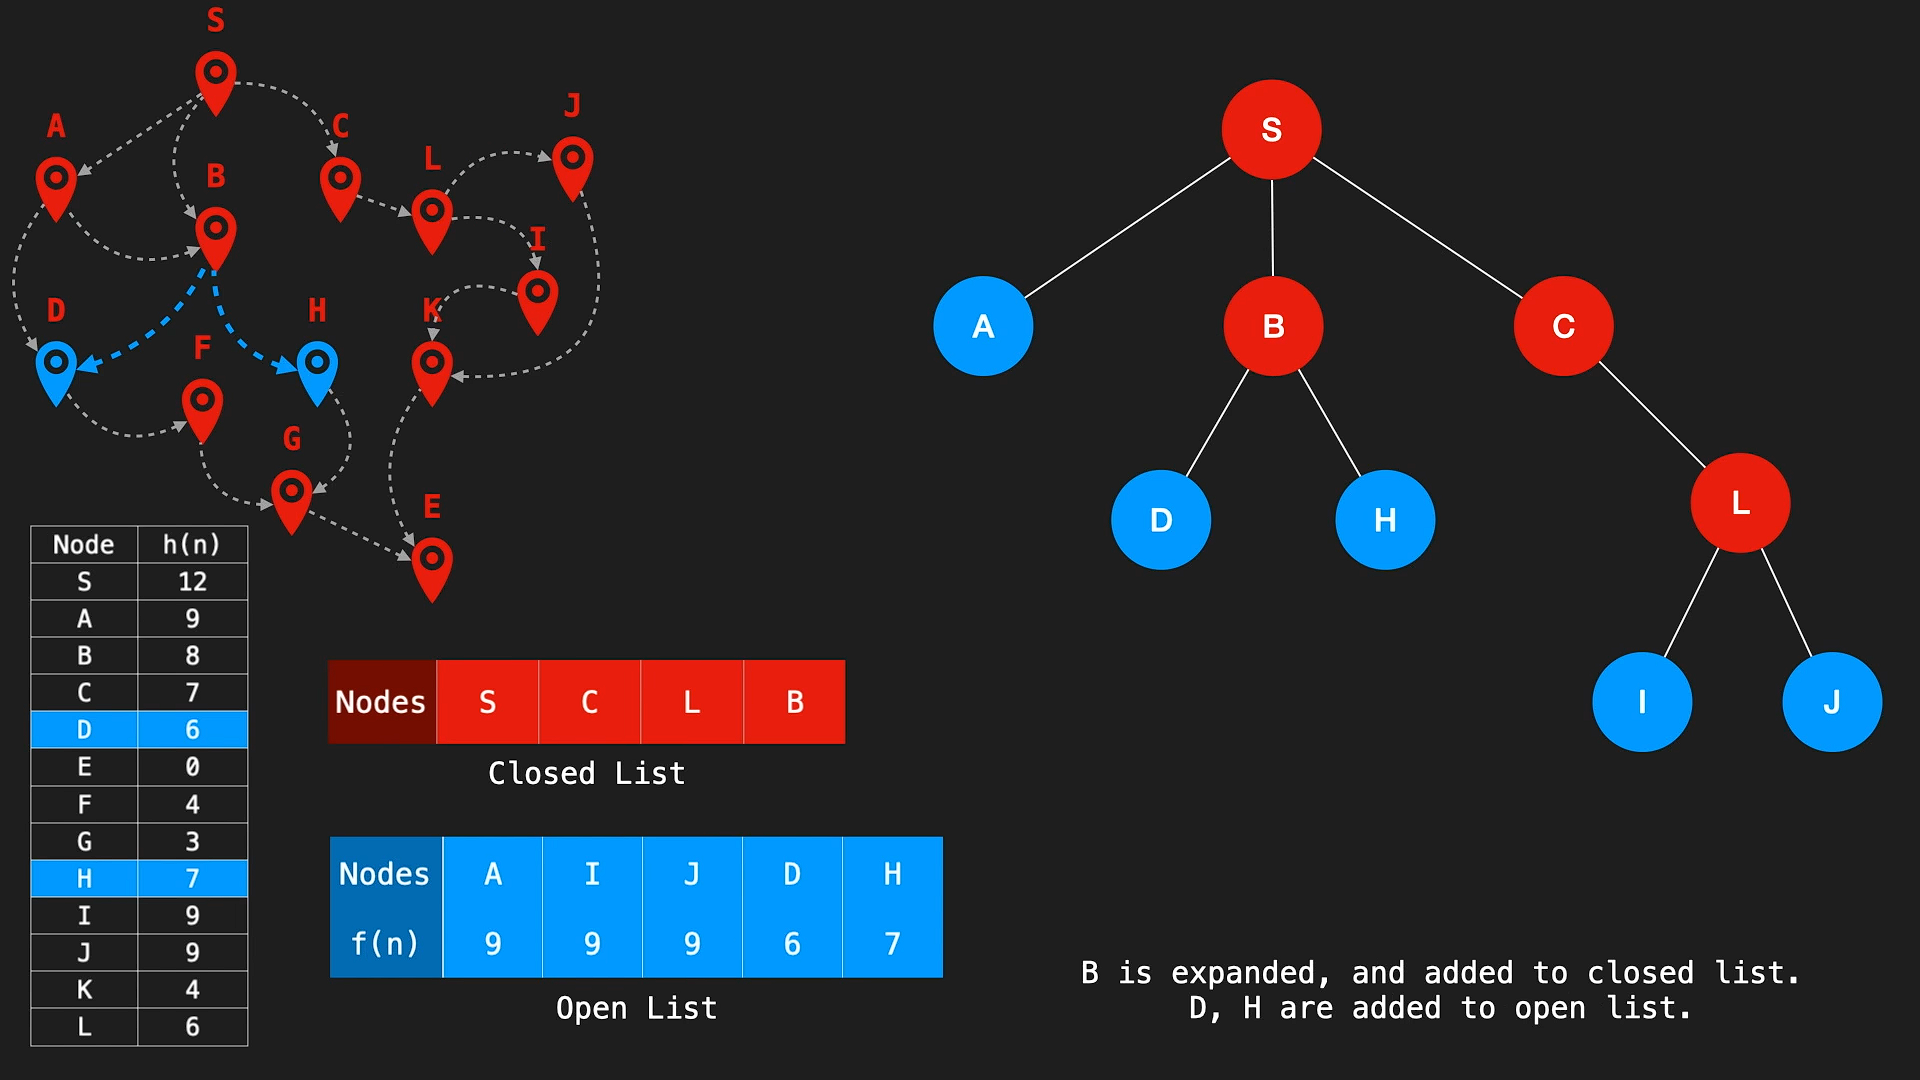 S
A
C
J
B
L
I
D
H
K
F
G
E
Node h(n)
S 12
A 9
B 8
C 7
D 6
E 0
F 4
G 3
H 7
I 9
J 9
K 4
L 6
Nodes S C L B
Closed List
Nodes A I J D H
f(n) 9 9 9 6 7
Open List
S
A B C
D H L
I J
B is expanded, and added to closed list.
D, H are added to open list.